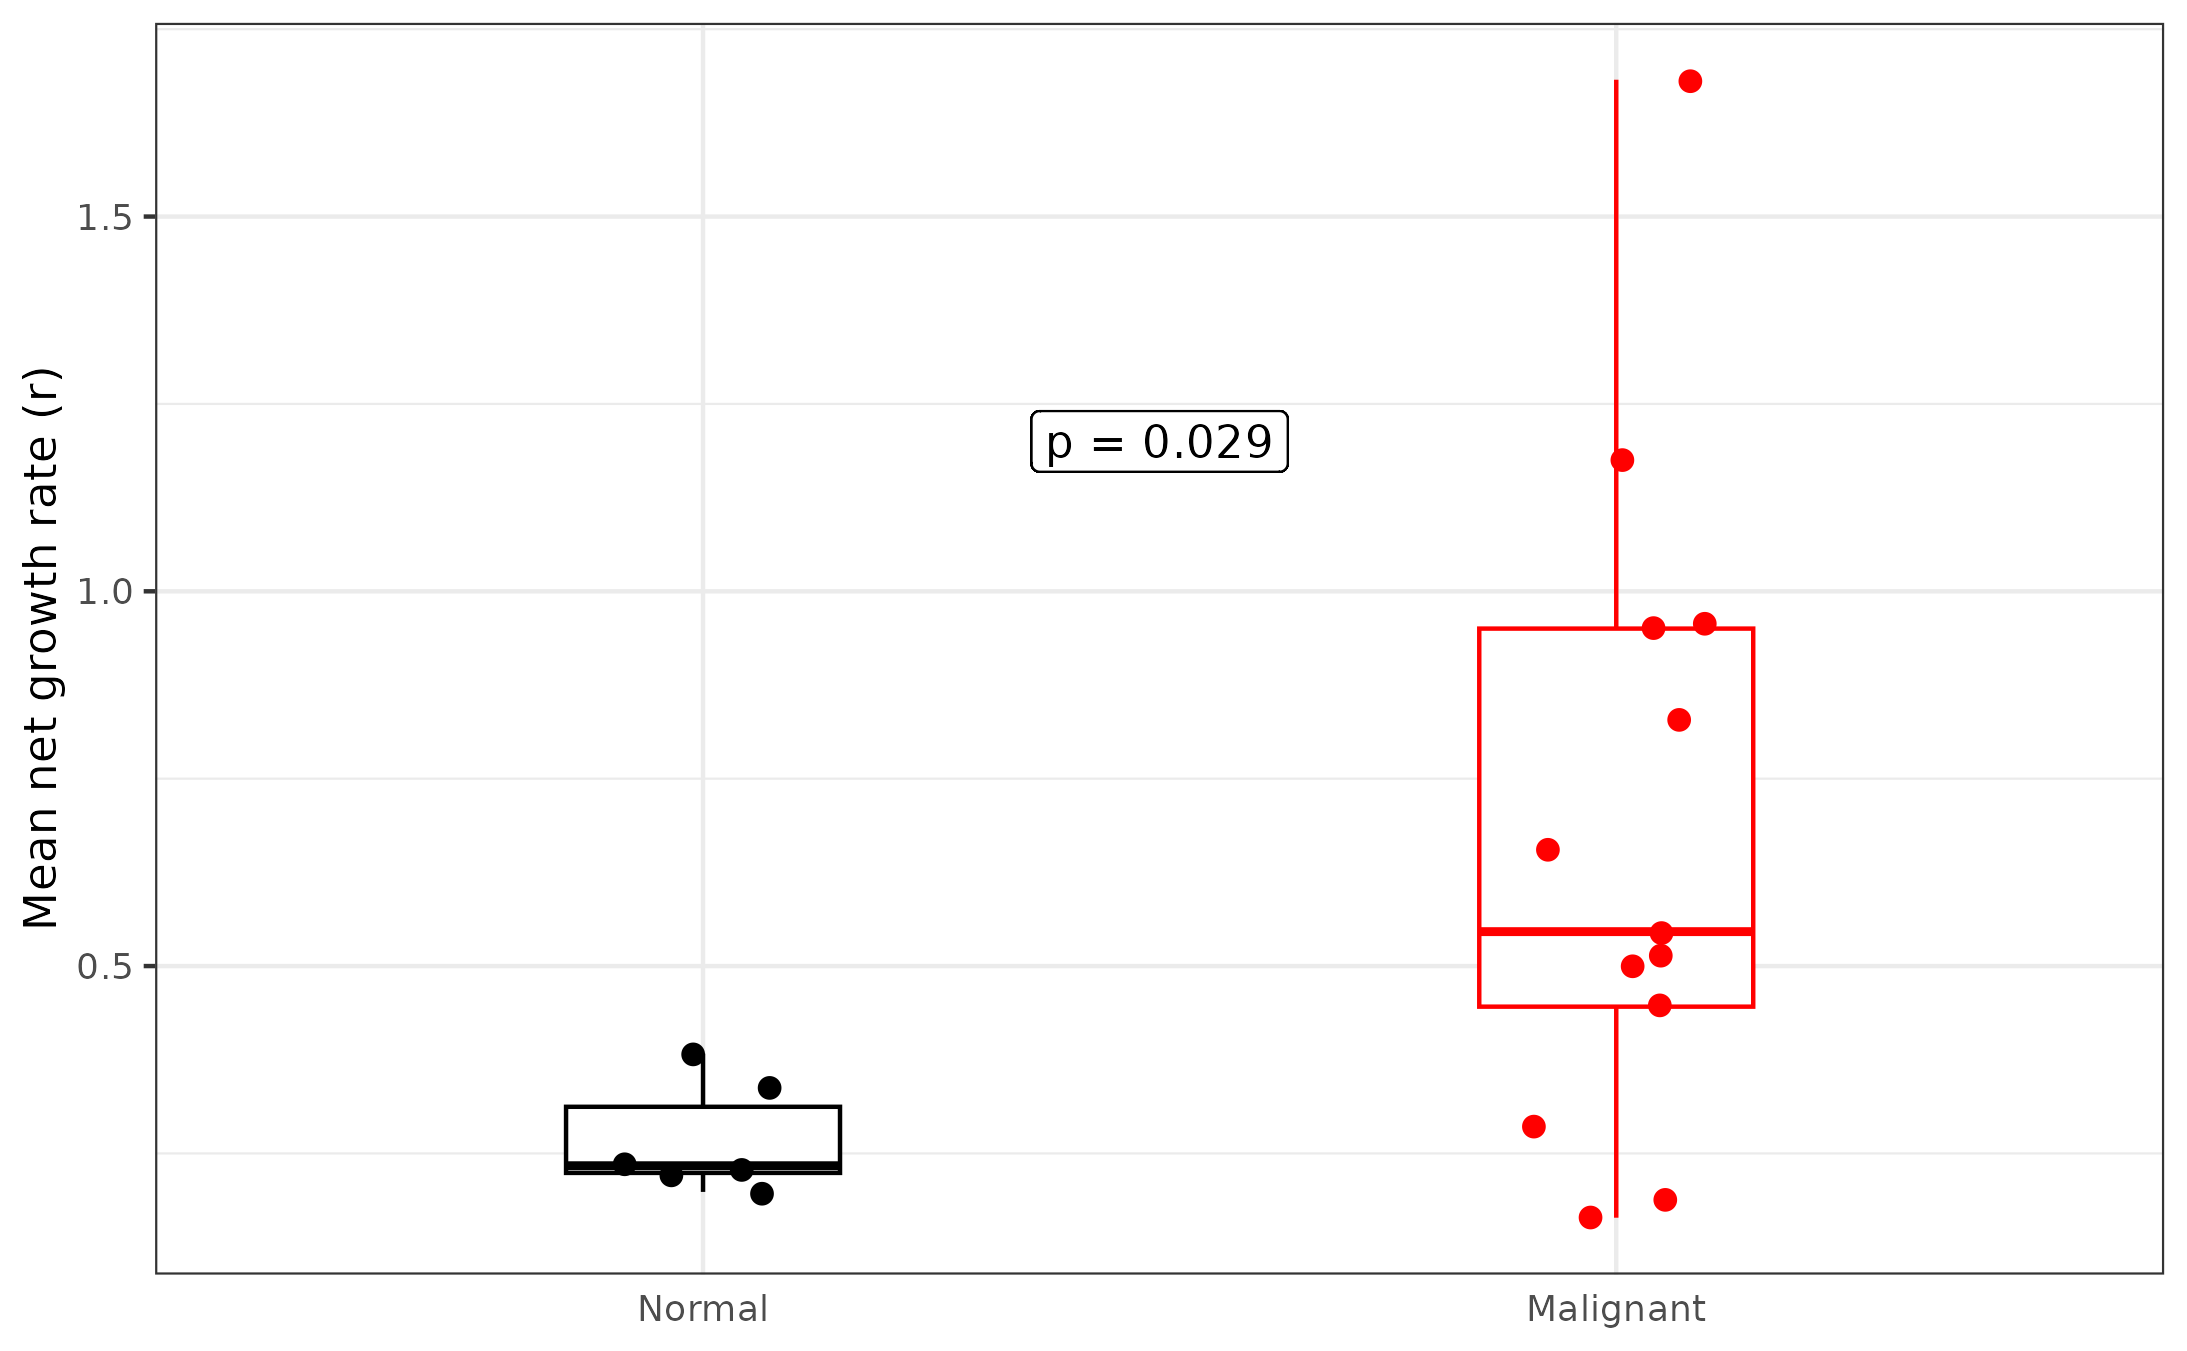 Mean net growth rate (r)
1.5
1.0
0.5
p = 0.029
Normal
Malignant